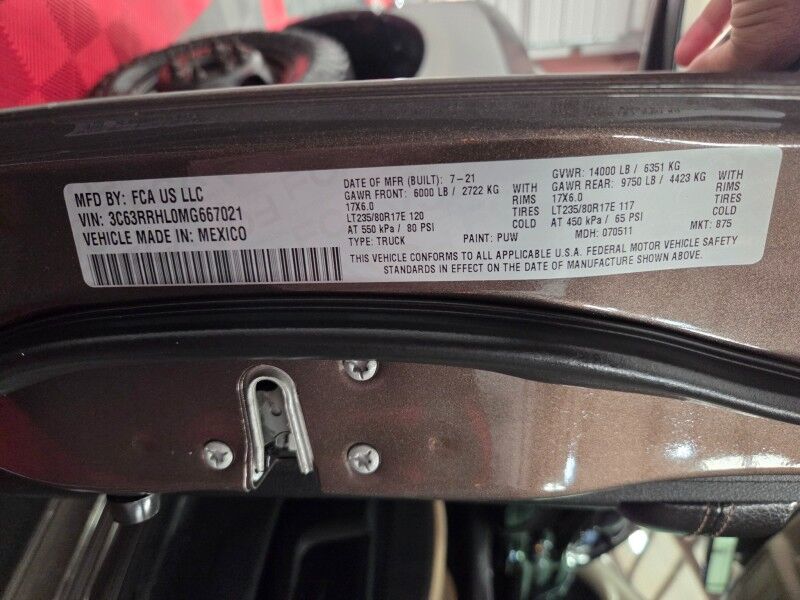 MFD BY: FCA US LLC
VIN: 3C63RRHL0MG667021
VEHICLE MADE IN: MEXICO
DATE OF MFR (BUILT): 7-21
GAWR FRONT: 6000 LB / 2722 KG WITH
17X6.0 RIMS
LT235/80R17E 120 TIRES
AT 550 kPa / 80 PSI COLD
TYPE: TRUCK PAINT: PUW
GVWR: 14000 LB / 6351 KG
GAWR REAR: 9750 LB / 4423 KG WITH
17X6.0 RIMS
LT235/80R17E 117 TIRES
AT 450 kPa / 65 PSI COLD
MDH: 070511 MKT: 875
THIS VEHICLE CONFORMS TO ALL APPLICABLE U.S.A. FEDERAL MOTOR VEHICLE SAFETY
STANDARDS IN EFFECT ON THE DATE OF MANUFACTURE SHOWN ABOVE.